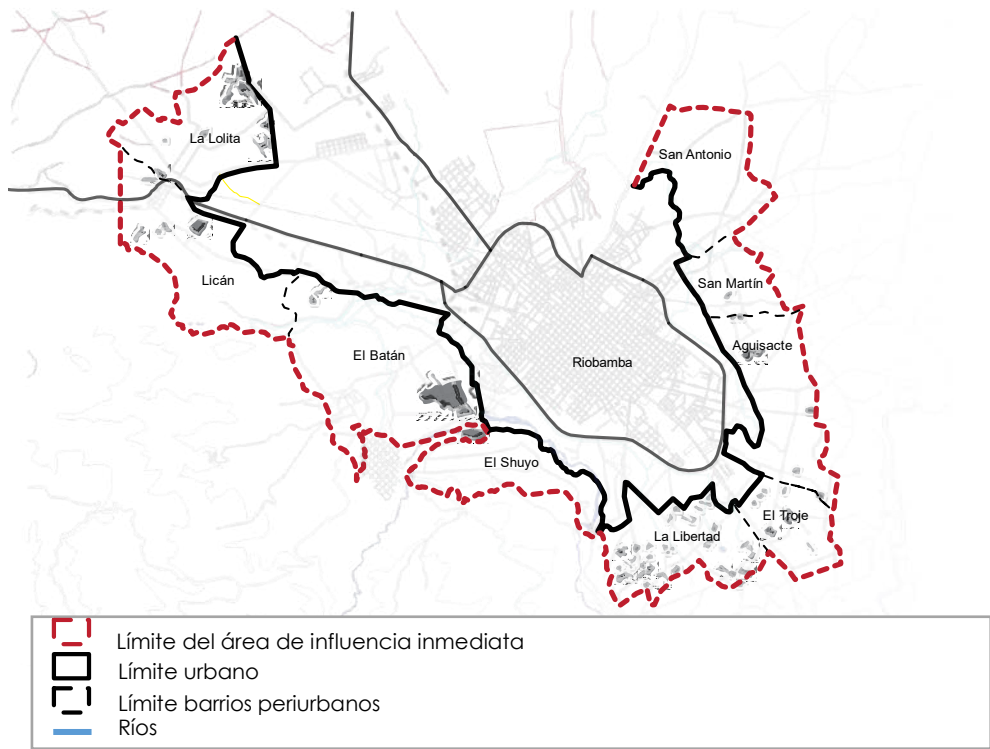 La Lolita
San Antonio
Licán
San Martín
Aguisacte
El Batán
Riobamba
El Shuyo
El Troje
La Libertad
Límite del área de influencia inmediata
Límite urbano
Límite barrios periurbanos
Ríos